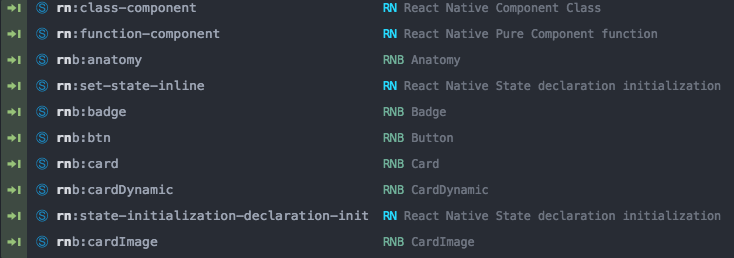 rn:class-component RN React Native Component Class
rn:function-component RN React Native Pure Component function
rnb:anatomy RNB Anatomy
rn:set-state-inline RN React Native State declaration initialization
rnb:badge RNB Badge
rnb:btn RNB Button
rnb:card RNB Card
rnb:cardDynamic RNB CardDynamic
rn:state-initialization-declaration-init RN React Native State declaration initialization
rnb:cardImage RNB CardImage